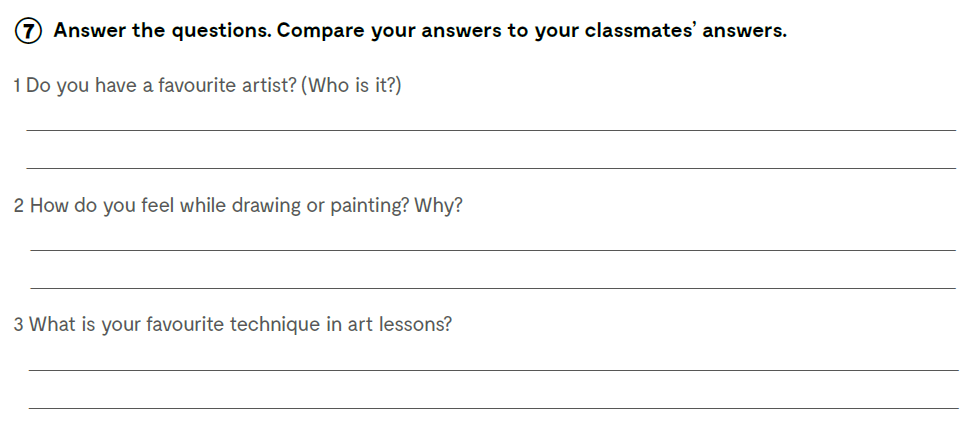 7 Answer the questions. Compare your answers to your classmates’ answers.
1 Do you have a favourite artist? (Who is it?)
2 How do you feel while drawing or painting? Why?
3 What is your favourite technique in art lessons?